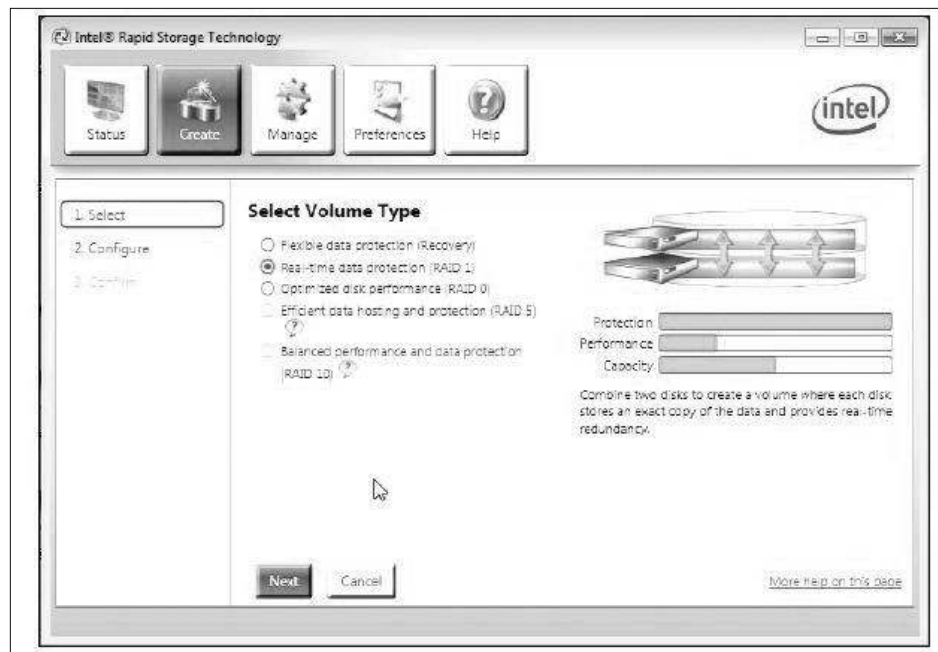 Intel® Rapid Storage Technology
Status
Create
Manage
Preferences
Help
intel
1. Select
2. Configure
3. Confirm
Select Volume Type
Flexible data protection (Recovery)
Real-time data protection (RAID 1)
Optimized disk performance (RAID 0)
Efficient data hosting and protection (RAID 5)
?
Balanced performance and data protection
(RAID 10) ?
Protection
Performance
Capacity
Combine two disks to create a volume where each disk
stores an exact copy of the data and provides real-time
redundancy.
Next
Cancel
More help on this page